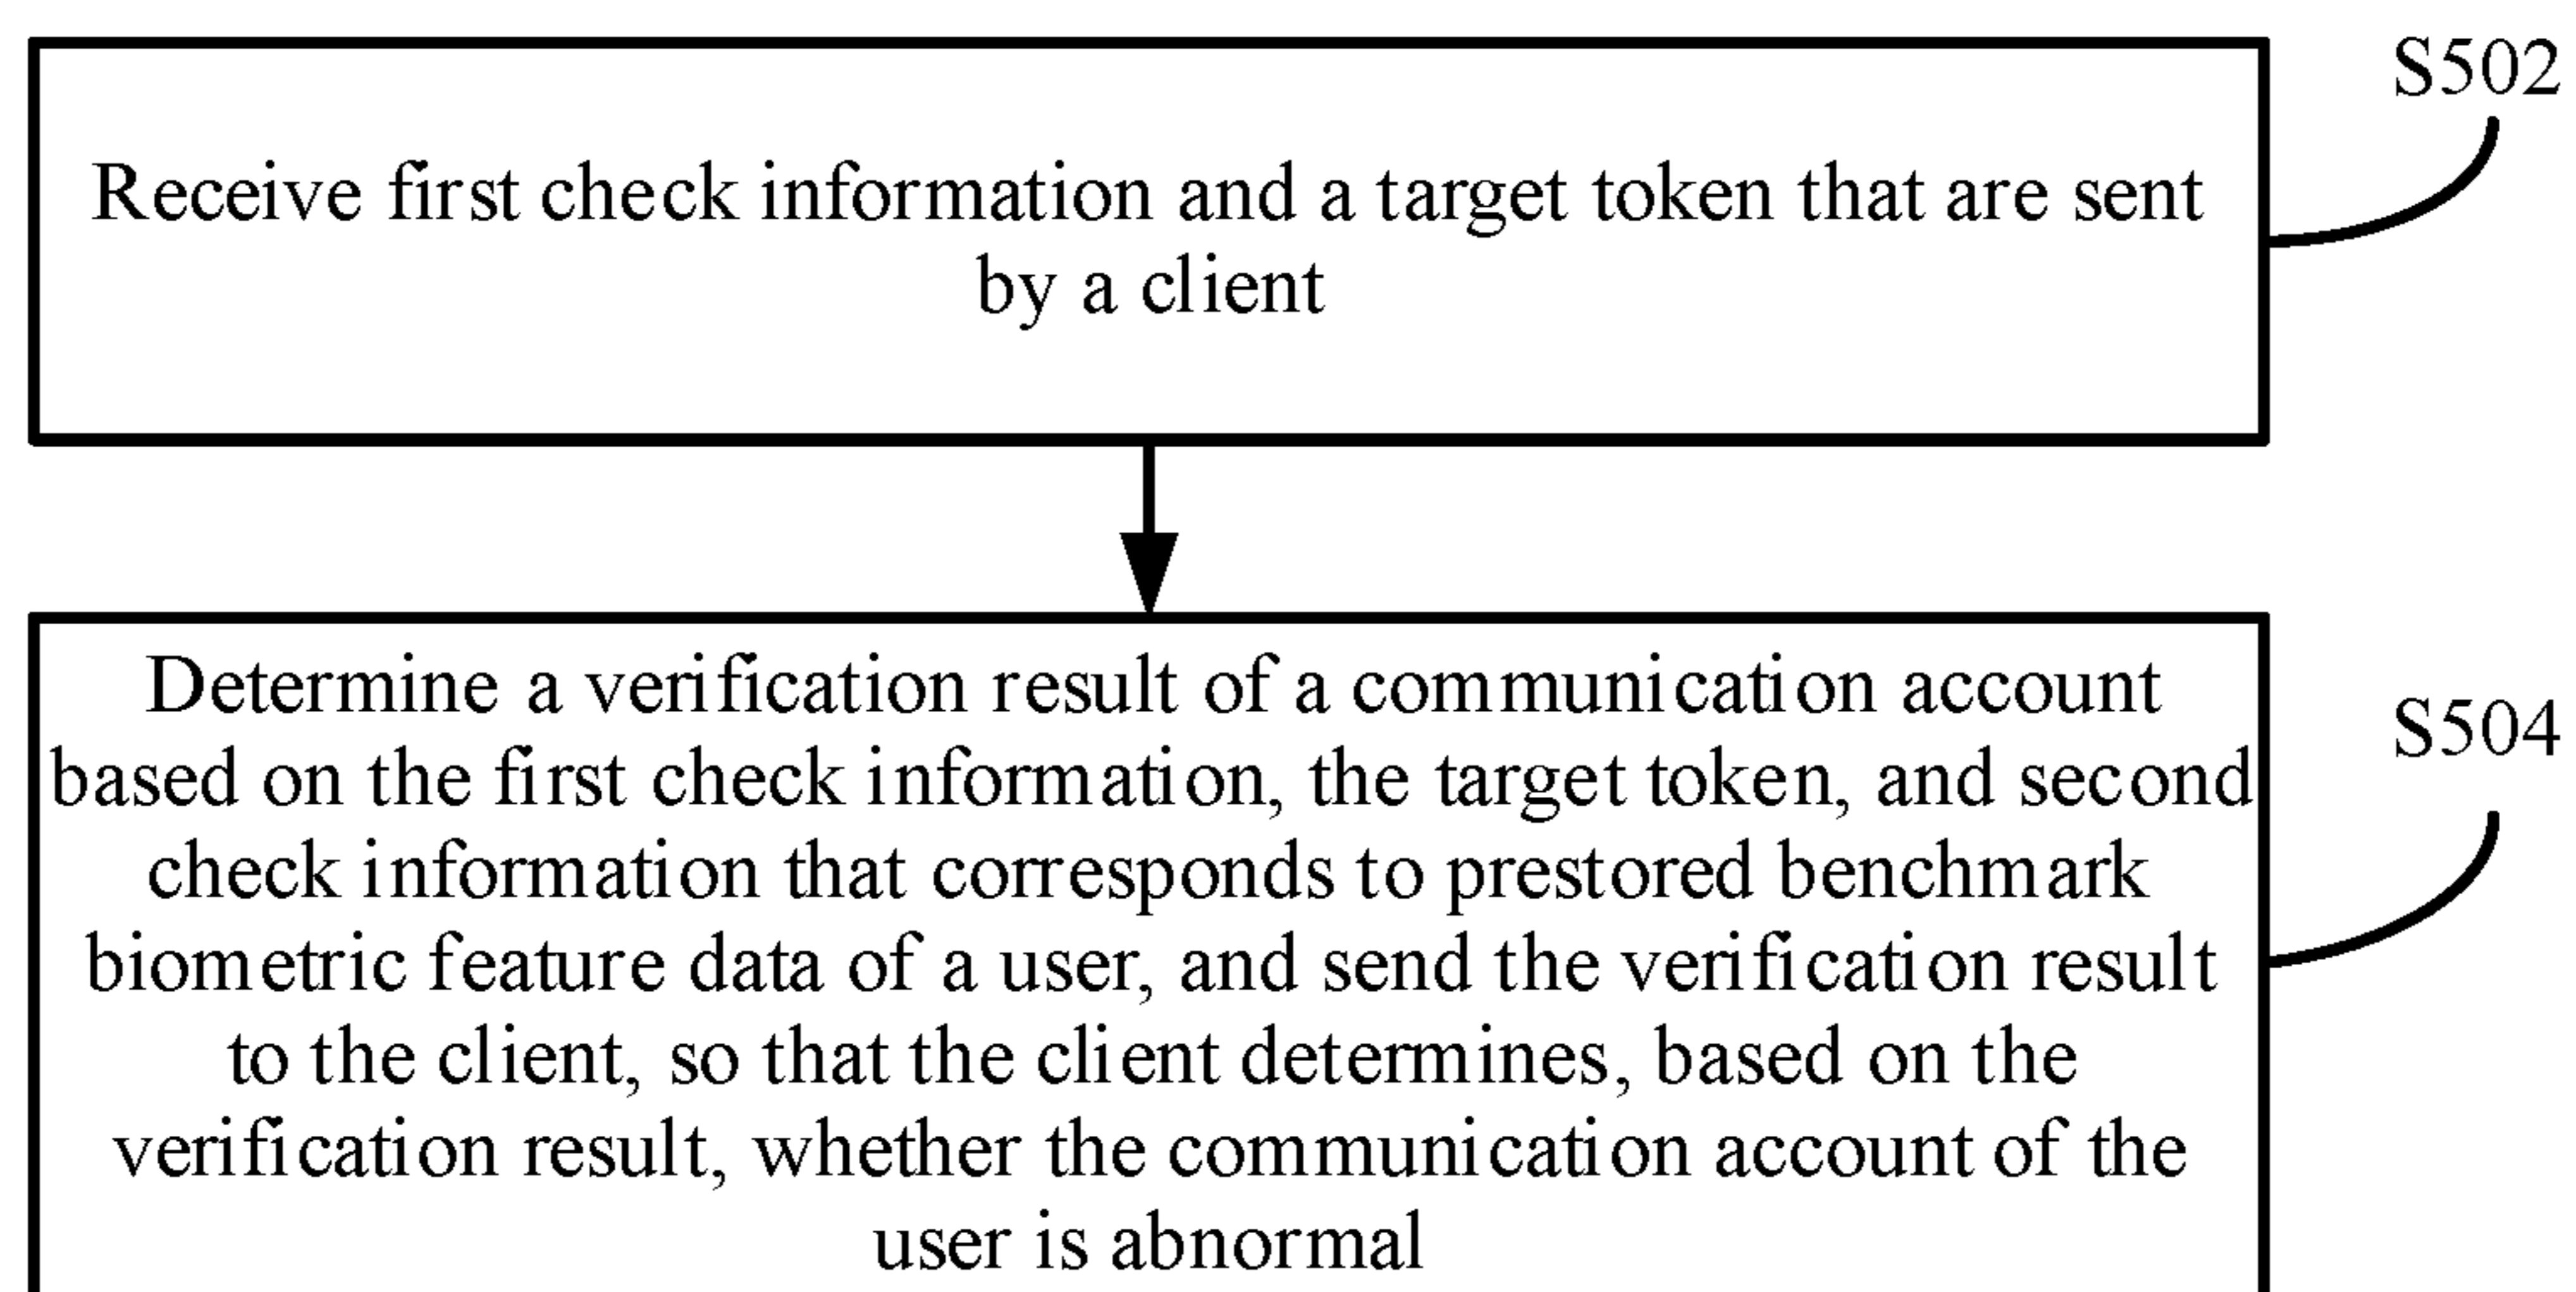 S502
Receive first check information and a target token that are sent
by a client
Determine a verification result of a communication account
S504
based on the first check information, the target token, and second
check information that corresponds to prestored benchmark
biometric feature data of a user, and send the verification result
to the client, so that the client determines, based on the
verification result, whether the communication account of the
user is abnormal